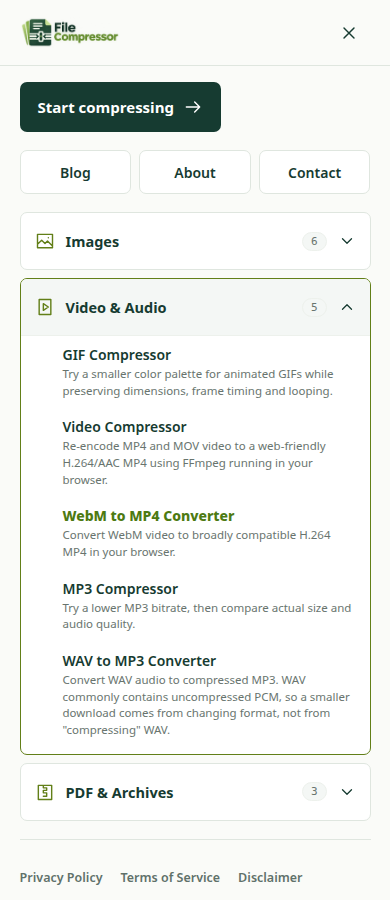 File
Compressor
Start compressing
Blog About Contact
Images 6
Video & Audio 5
GIF Compressor
Try a smaller color palette for animated GIFs while
preserving dimensions, frame timing and looping.
Video Compressor
Re-encode MP4 and MOV video to a web-friendly
H.264/AAC MP4 using FFmpeg running in your
browser.
WebM to MP4 Converter
Convert WebM video to broadly compatible H.264
MP4 in your browser.
MP3 Compressor
Try a lower MP3 bitrate, then compare actual size and
audio quality.
WAV to MP3 Converter
Convert WAV audio to compressed MP3. WAV
commonly contains uncompressed PCM, so a smaller
download comes from changing format, not from
"compressing" WAV.
PDF & Archives 3
Privacy Policy Terms of Service Disclaimer